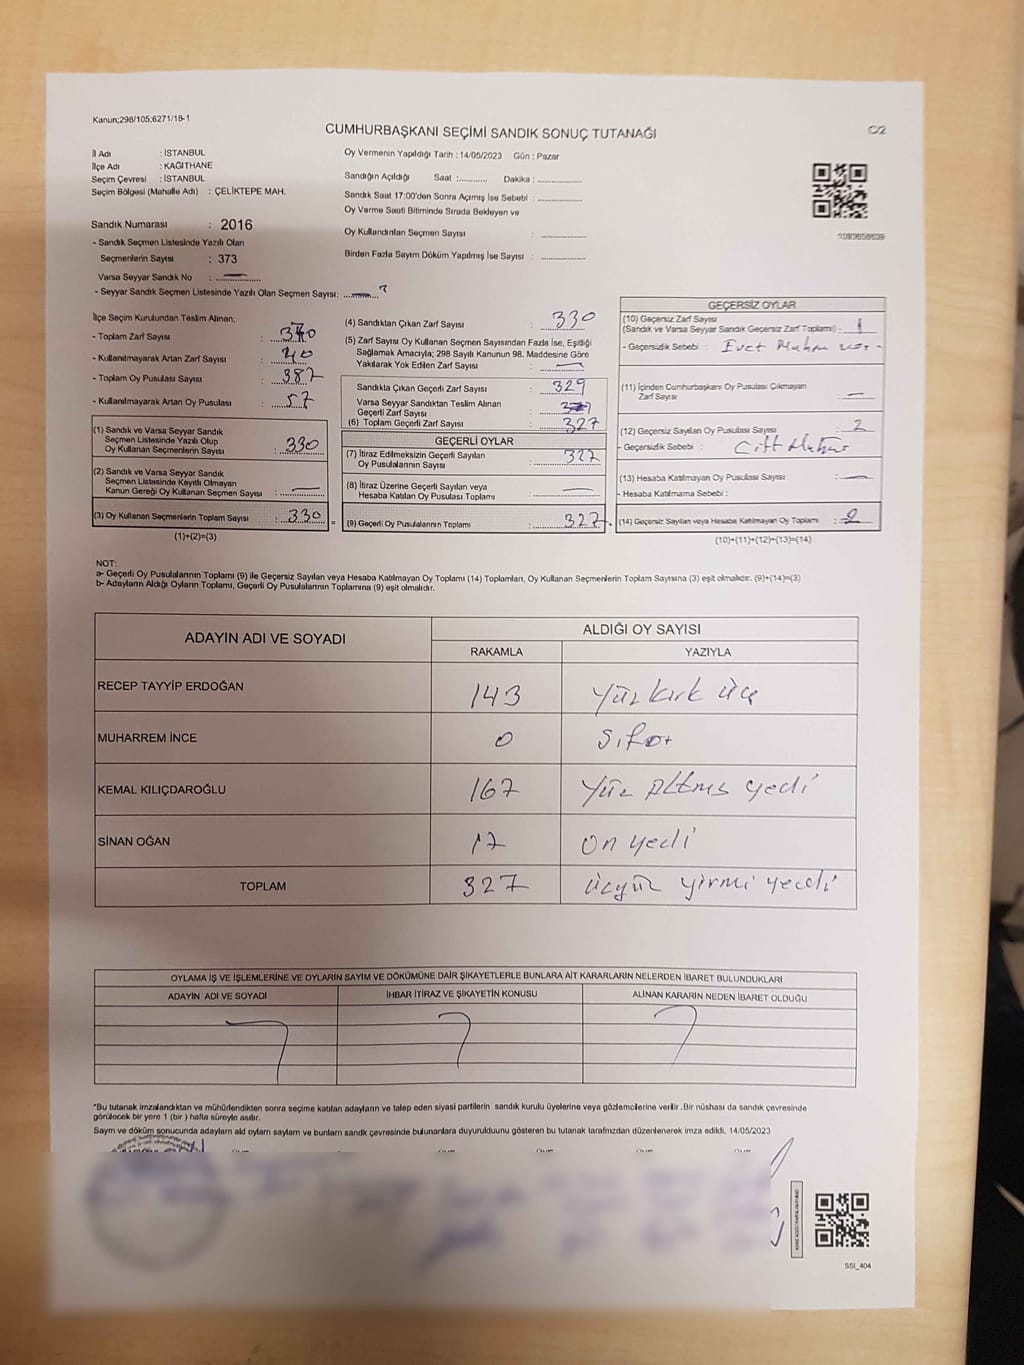 Kanun;298/105;6271/18-1
CUMHURBAŞKANI SEÇİMİ SANDIK SONUÇ TUTANAĞI
C/2
İl Adı : İSTANBUL
İlçe Adı : KAĞITHANE
Seçim Çevresi : İSTANBUL
Seçim Bölgesi (Mahalle Adı) : ÇELİKTEPE MAH.
Sandık Numarası : 2016
- Sandık Seçmen Listesinde Yazılı Olan
Seçmenlerin Sayısı : 373
Varsa Seyyar Sandık No :
- Seyyar Sandık Seçmen Listesinde Yazılı Olan Seçmen Sayısı:
Oy Vermenin Yapıldığı Tarih : 14/05/2023 Gün : Pazar
Sandığın Açıldığı Saat :.......... Dakika :
Sandık Saat 17:00'den Sonra Açılmış İse Sebebi :
Oy Verme Saati Bitiminde Sırada Bekleyen ve
Oy Kullandırılan Seçmen Sayısı :
Birden Fazla Sayım Döküm Yapılmış İse Sayısı :
İlçe Seçim Kurulundan Teslim Alınan;
- Toplam Zarf Sayısı : 370
- Kullanılmayarak Artan Zarf Sayısı : 40
- Toplam Oy Pusulası Sayısı : 387
- Kullanılmayarak Artan Oy Pusulası : 57
(1) Sandık ve Varsa Seyyar Sandık
Seçmen Listesinde Yazılı Olup
Oy Kullanan Seçmenlerin Sayısı : 330
(2) Sandık ve Varsa Seyyar Sandık
Seçmen Listesinde Kayıtlı Olmayan
Kanun Gereği Oy Kullanan Seçmen Sayısı : —
(3) Oy Kullanan Seçmenlerin Toplam Sayısı : 330
(1)+(2)=(3)
(4) Sandıktan Çıkan Zarf Sayısı : 330
(5) Zarf Sayısı Oy Kullanan Seçmen Sayısından Fazla İse, Eşitliği
Sağlamak Amacıyla; 298 Sayılı Kanunun 98. Maddesine Göre
Yakılarak Yok Edilen Zarf Sayısı : —
Sandıkta Çıkan Geçerli Zarf Sayısı : 329
Varsa Seyyar Sandıktan Teslim Alınan
Geçerli Zarf Sayısı :
(6) Toplam Geçerli Zarf Sayısı : 327
GEÇERLİ OYLAR
(7) İtiraz Edilmeksizin Geçerli Sayılan
Oy Pusulalarının Sayısı : 327
(8) İtiraz Üzerine Geçerli Sayılan veya
Hesaba Katılan Oy Pusulası Toplamı : —
(9) Geçerli Oy Pusulalarının Toplamı : 327
GEÇERSİZ OYLAR
(10) Geçersiz Zarf Sayısı
(Sandık ve Varsa Seyyar Sandık Geçersiz Zarf Toplamı) : 1
- Geçersizlik Sebebi : Evet
(11) İçinden Cumhurbaşkanı Oy Pusulası Çıkmayan
Zarf Sayısı : —
(12) Geçersiz Sayılan Oy Pusulası Sayısı : 2
- Geçersizlik Sebebi : Çift Mühür
(13) Hesaba Katılmayan Oy Pusulası Sayısı : —
- Hesaba Katılmama Sebebi :
(14) Geçersiz Sayılan veya Hesaba Katılmayan Oy Toplamı :
(10)+(11)+(12)+(13)=(14)
NOT:
a- Geçerli Oy Pusulalarının Toplamı (9) ile Geçersiz Sayılan veya Hesaba Katılmayan Oy Toplamı (14) Toplamları, Oy Kullanan Seçmenlerin Toplam Sayısına (3) eşit olmalıdır. (9)+(14)=(3)
b- Adayların Aldığı Oyların Toplamı, Geçerli Oy Pusulalarının Toplamına (9) eşit olmalıdır.
ADAYIN ADI VE SOYADI
ALDIĞI OY SAYISI
RAKAMLA YAZIYLA
RECEP TAYYİP ERDOĞAN 143 Yüz kırk üç
MUHARREM İNCE 0 Sıfır
KEMAL KILIÇDAROĞLU 167 Yüz Altmış yedi
SİNAN OĞAN 17 On yedi
TOPLAM 327 üçyüz yirmi yedi
OYLAMA İŞ VE İŞLEMLERİNE VE OYLARIN SAYIM VE DÖKÜMÜNE DAİR ŞİKAYETLERLE BUNLARA AİT KARARLARIN NELERDEN İBARET BULUNDUKLARI
ADAYIN ADI VE SOYADI İHBAR İTİRAZ VE ŞİKAYETİN KONUSU ALINAN KARARIN NEDEN İBARET OLDUĞU
*Bu tutanak imzalandıktan ve mühürlendikten sonra seçime katılan adayların ve talep eden siyasi partilerin sandık kurulu üyelerine veya gözlemcilerine verilir. Bir nüshası da sandık çevresinde
görülecek bir yere 1 (bir ) hafta süreyle asılır.
Sayım ve döküm sonucunda adayların aldığı oyların sayıları ve bunların sandık çevresinde bulunanlara duyurulduğunu gösteren bu tutanak tarafımızdan düzenlenerek imza edildi. 14/05/2023
SSI_404